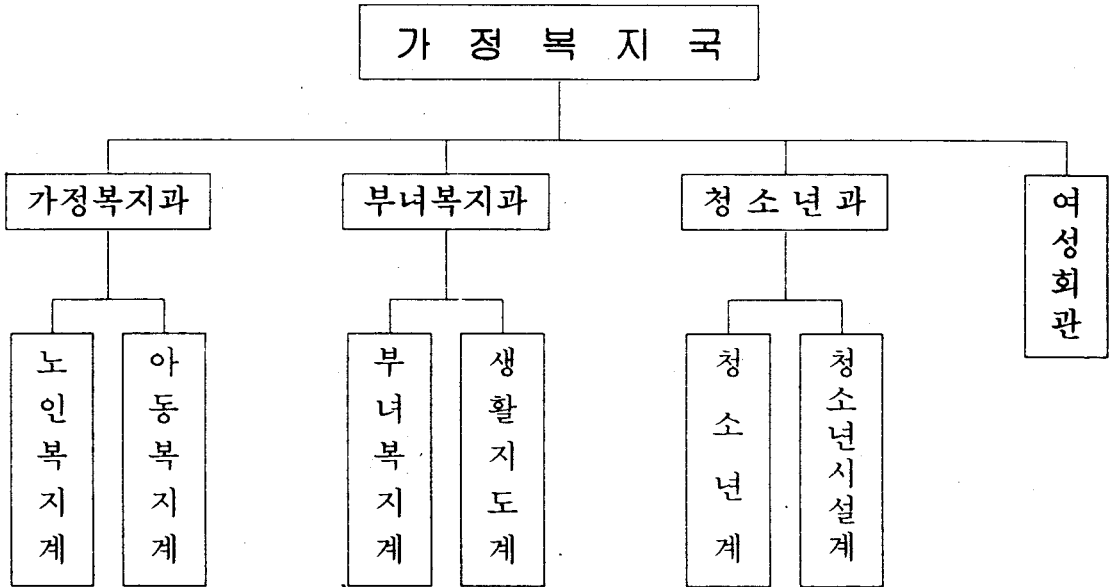 가 정 복 지 국
가정복지과
부녀복지과
청 소 년 과
여성회관
노인복지계
아동복지계
부녀복지계
생활지도계
청소년계
청소년시설계